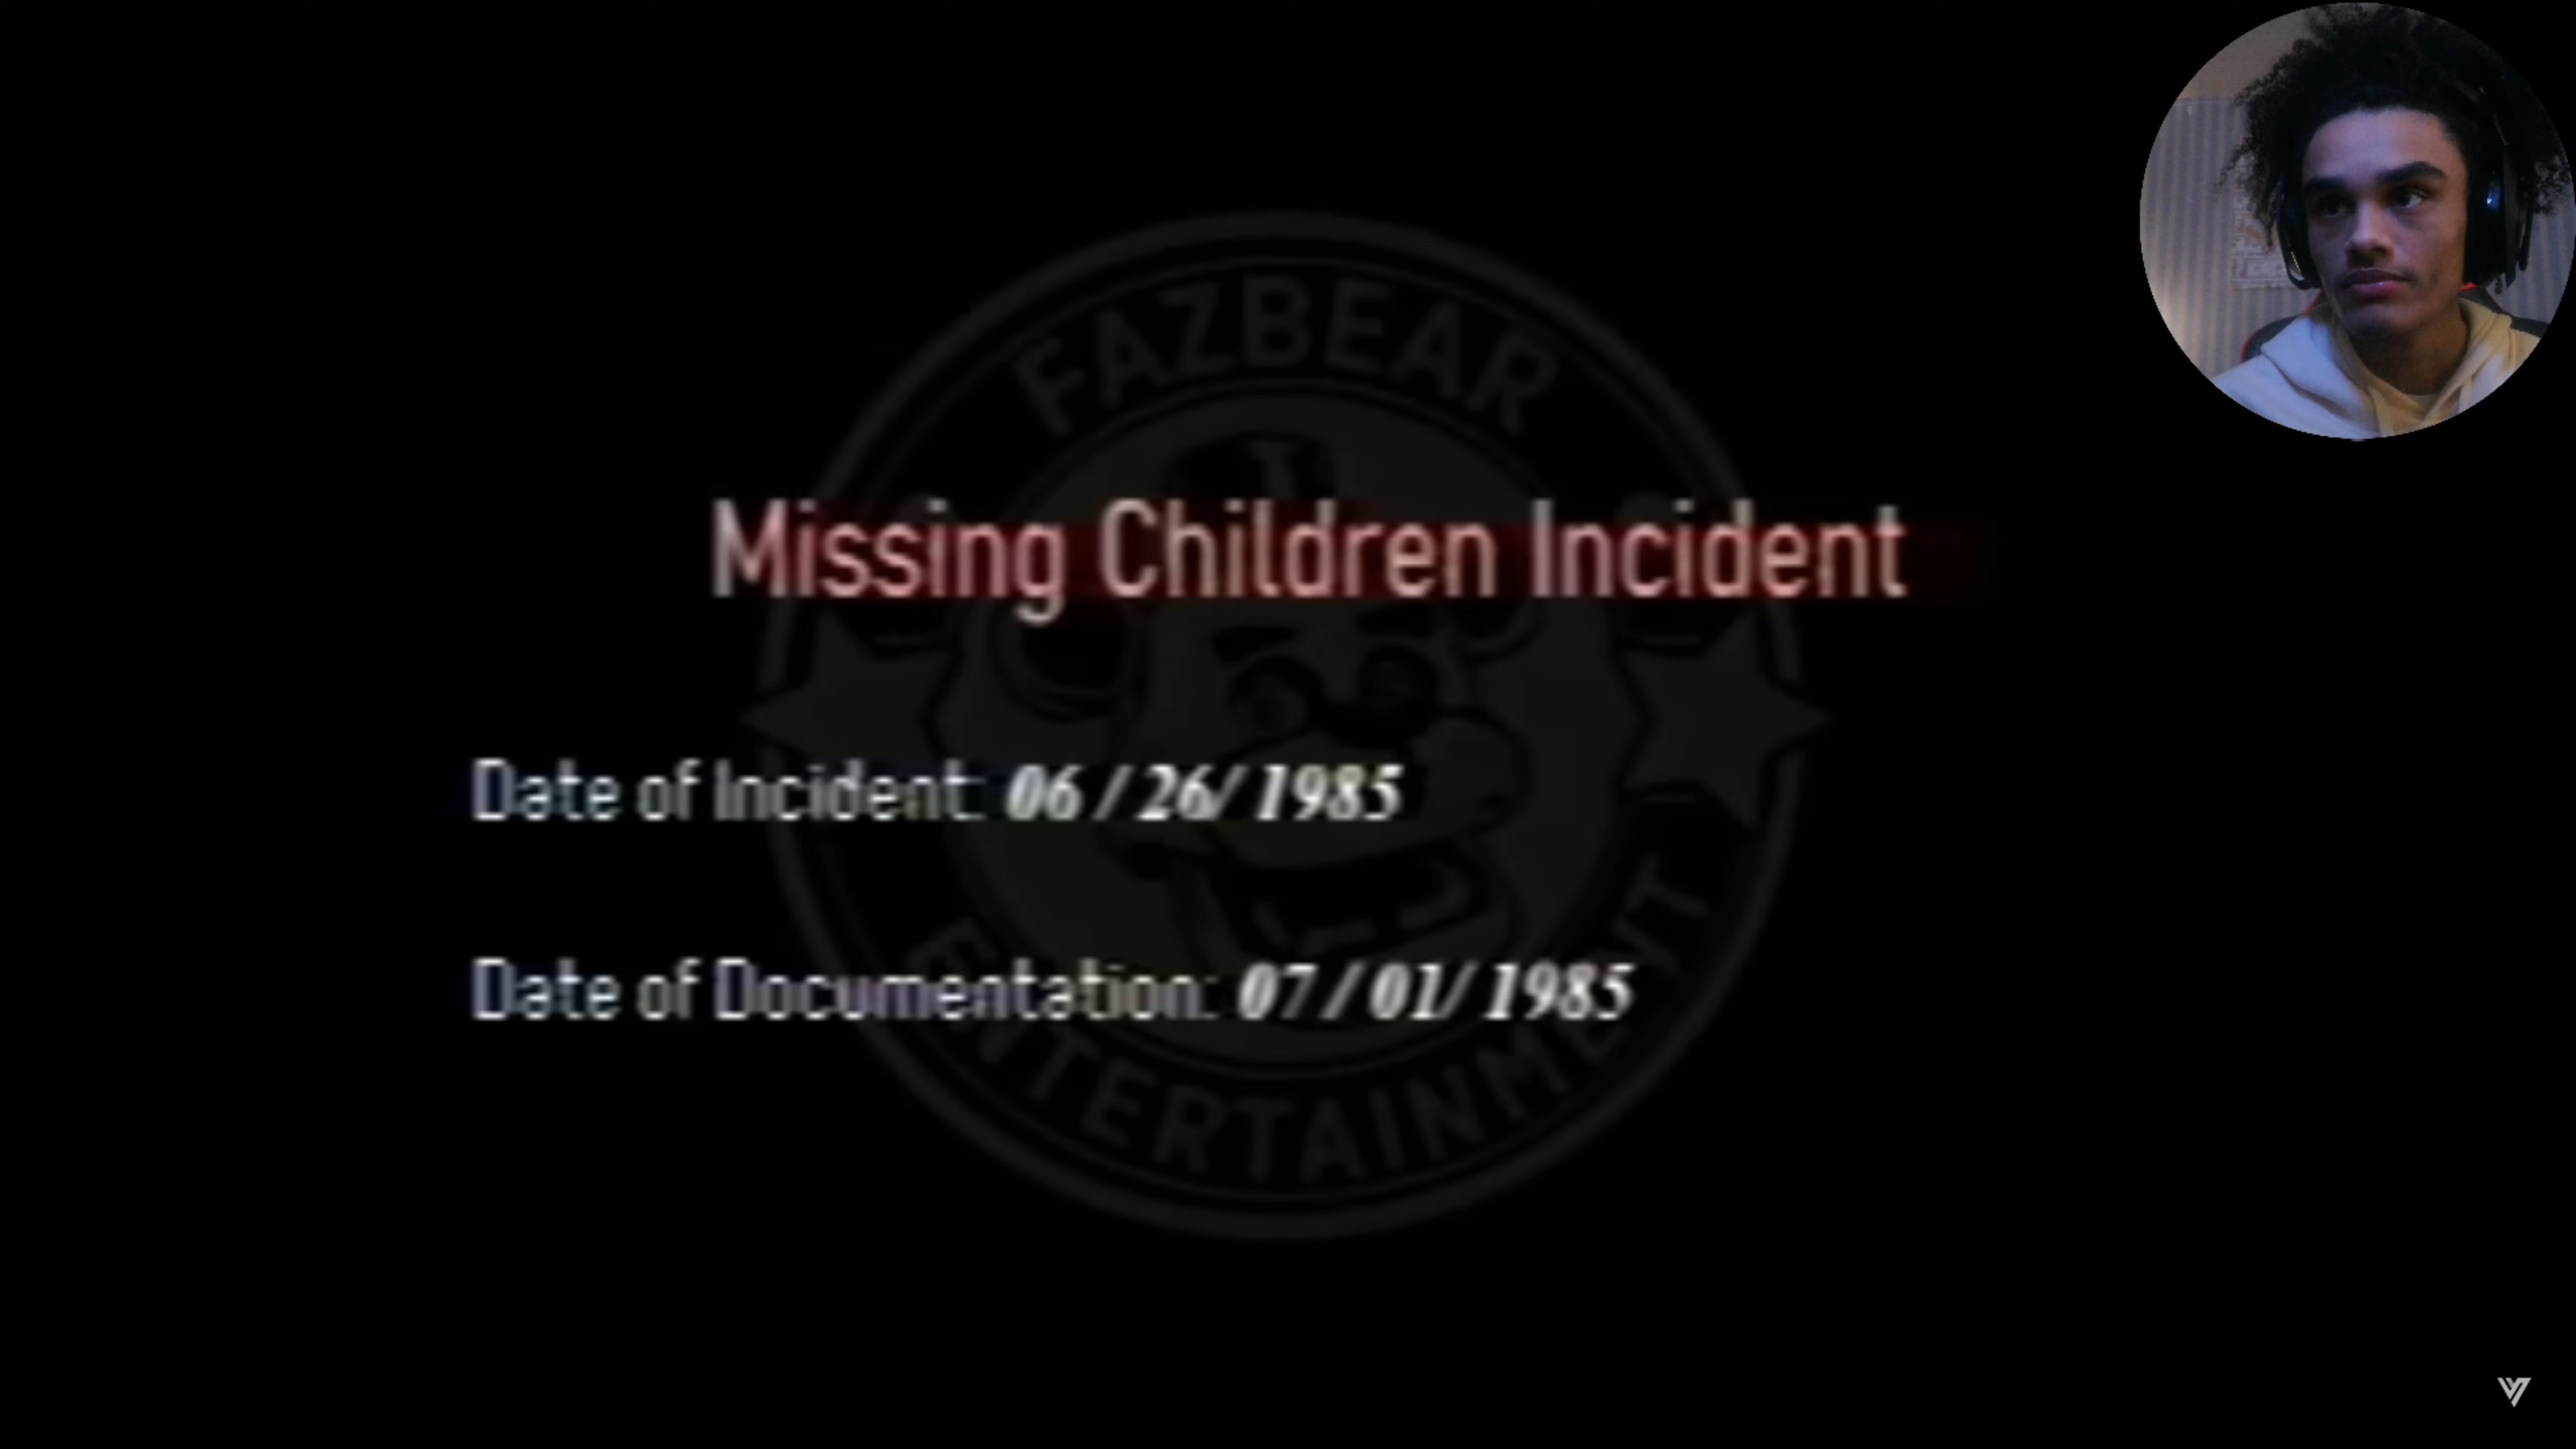 FAZBEAR
Missing Children Incident
Date of Incident: 06 / 26/ 1985
Date of Documentation: 07 / 01/ 1985
ENTERTAINMENT